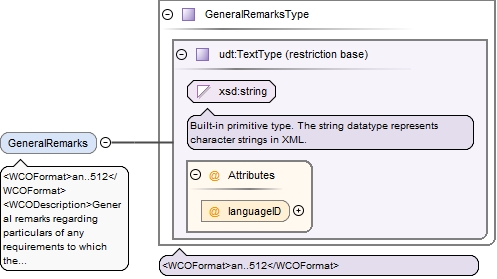 GeneralRemarksType
udt:TextType (restriction base)
xsd:string
Built-in primitive type. The string datatype represents
character strings in XML.
GeneralRemarks
<WCOFormat>an..512</
WCOFormat>
<WCODescription>Gener
al remarks regarding
particulars of any
requirements to which
the...
@ Attributes
@ languageID
<WCOFormat>an..512</WCOFormat>